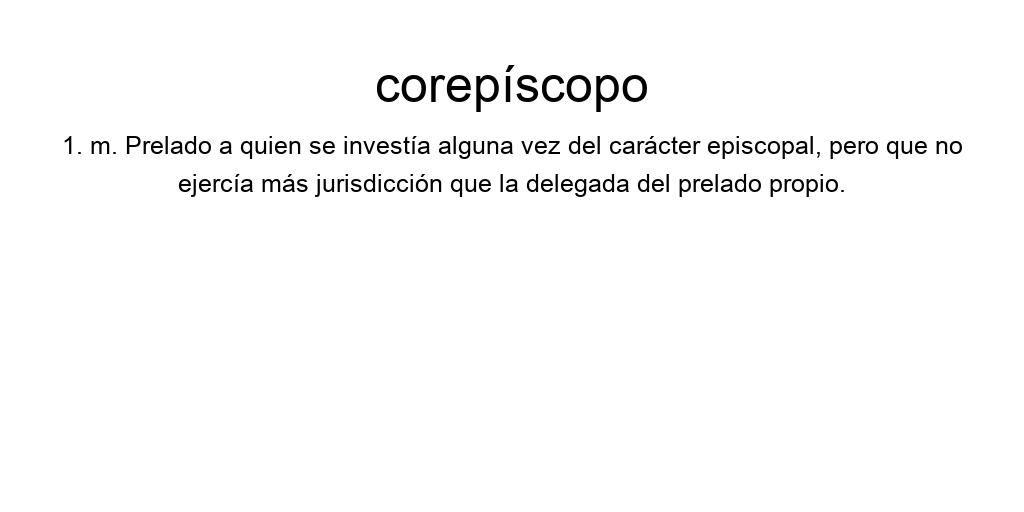 corepíscopo
1. m. Prelado a quien se investía alguna vez del carácter episcopal, pero que no
ejercía más jurisdicción que la delegada del prelado propio.